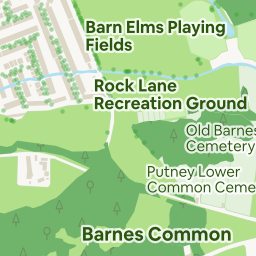 Barn Elms Playing
Fields
Rock Lane
Recreation Ground
Old Barnes
Cemetery
Putney Lower
Common Ceme
Barnes Common